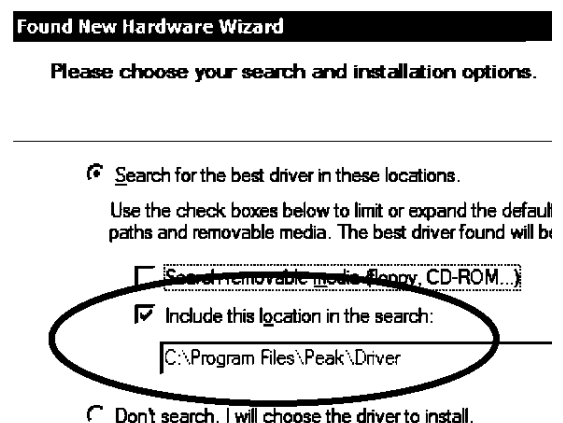 Found New Hardware Wizard
Please choose your search and installation options.
Search for the best driver in these locations.
Use the check boxes below to limit or expand the defaul
paths and removable media. The best driver found will be
Search removable media (floppy, CD-ROM...)
Include this location in the search:
C:\Program Files\Peak\Driver
Don't search. I will choose the driver to install.